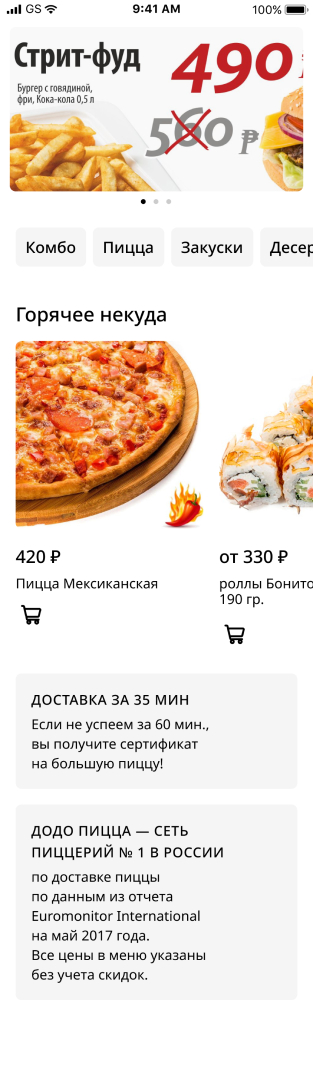 GS 9:41 AM 100%
Стрит-фуд
Бургер с говядиной,
фри, Кока-кола 0,5 л
490
560 ₽
Комбо Пицца Закуски
Горячее некуда
420 ₽ от 330 ₽
Пицца Мексиканская роллы Бонито
190 гр.
ДОСТАВКА ЗА 35 МИН
Если не успеем за 60 мин.,
вы получите сертификат
на большую пиццу!
ДОДО ПИЦЦА — СЕТЬ
ПИЦЦЕРИЙ № 1 В РОССИИ
по доставке пиццы
по данным из отчета
Euromonitor International
на май 2017 года.
Все цены в меню указаны
без учета скидок.